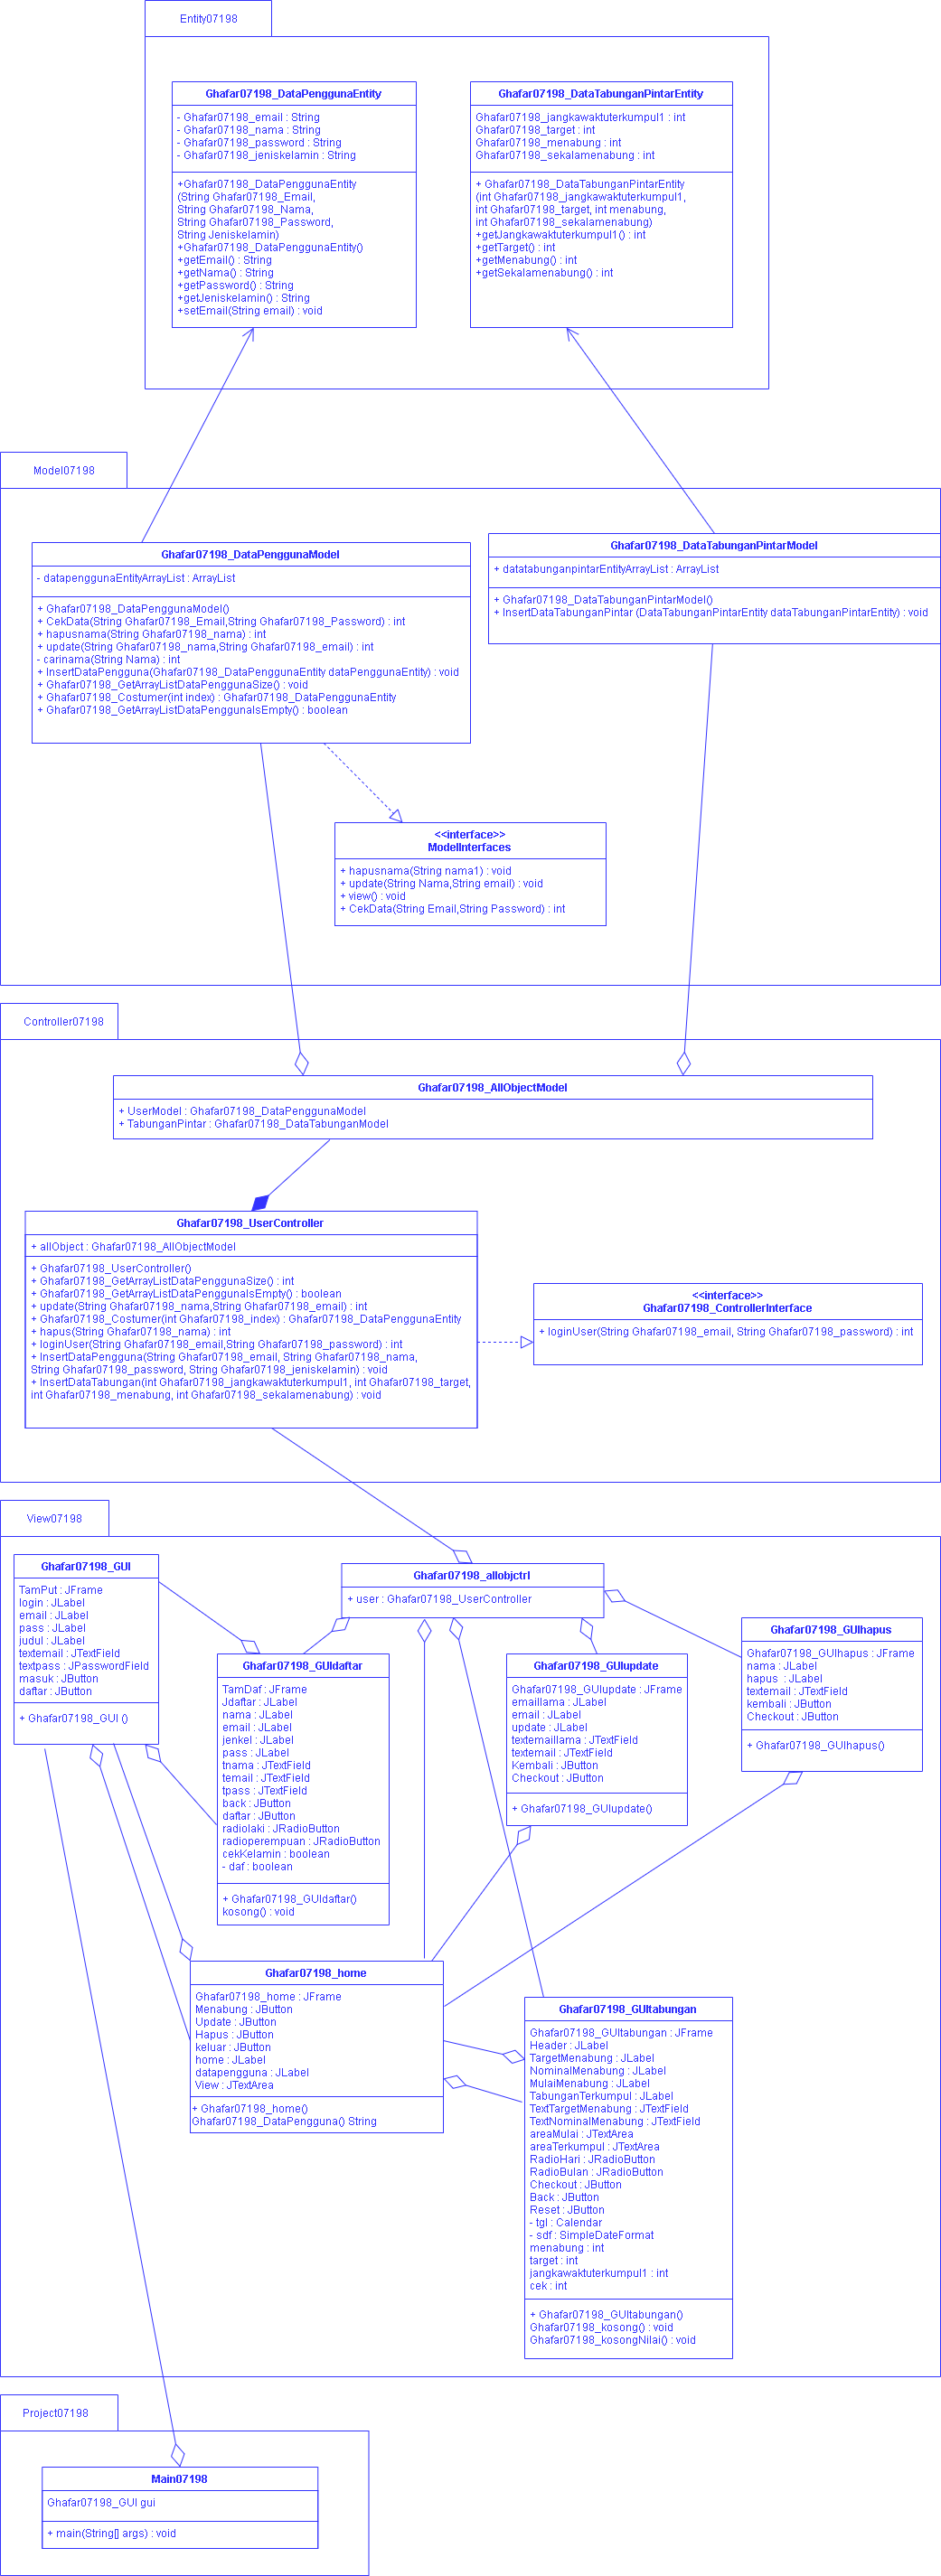 Entity07198
Ghafar07198_DataPenggunaEntity
- Ghafar07198_email : String
- Ghafar07198_nama : String
- Ghafar07198_password : String
- Ghafar07198_jeniskelamin : String
+Ghafar07198_DataPenggunaEntity
(String Ghafar07198_Email,
String Ghafar07198_Nama,
String Ghafar07198_Password,
String Jeniskelamin)
+Ghafar07198_DataPenggunaEntity()
+getEmail() : String
+getNama() : String
+getPassword() : String
+getJeniskelamin() : String
+setEmail(String email) : void
Ghafar07198_DataTabunganPintarEntity
Ghafar07198_jangkawaktuterkumpul1 : int
Ghafar07198_target : int
Ghafar07198_menabung : int
Ghafar07198_sekalamenabung : int
+ Ghafar07198_DataTabunganPintarEntity
(int Ghafar07198_jangkawaktuterkumpul1,
int Ghafar07198_target, int menabung,
int Ghafar07198_sekalamenabung)
+getJangkawaktuterkumpul1() : int
+getTarget() : int
+getMenabung() : int
+getSekalamenabung() : int
Model07198
Ghafar07198_DataPenggunaModel
- datapenggunaEntityArrayList : ArrayList
+ Ghafar07198_DataPenggunaModel()
+ CekData(String Ghafar07198_Email,String Ghafar07198_Password) : int
+ hapusnama(String Ghafar07198_nama) : int
+ update(String Ghafar07198_nama,String Ghafar07198_email) : int
- carinama(String Nama) : int
+ InsertDataPengguna(Ghafar07198_DataPenggunaEntity dataPenggunaEntity) : void
+ Ghafar07198_GetArrayListDataPenggunaSize() : void
+ Ghafar07198_Costumer(int index) : Ghafar07198_DataPenggunaEntity
+ Ghafar07198_GetArrayListDataPenggunaIsEmpty() : boolean
Ghafar07198_DataTabunganPintarModel
+ datatabunganpintarEntityArrayList : ArrayList
+ Ghafar07198_DataTabunganPintarModel()
+ InsertDataTabunganPintar (DataTabunganPintarEntity dataTabunganPintarEntity) : void
<<interface>>
ModelInterfaces
+ hapusnama(String nama1) : void
+ update(String Nama,String email) : void
+ view() : void
+ CekData(String Email,String Password) : int
Controller07198
Ghafar07198_AllObjectModel
+ UserModel : Ghafar07198_DataPenggunaModel
+ TabunganPintar : Ghafar07198_DataTabunganModel
Ghafar07198_UserController
+ allObject : Ghafar07198_AllObjectModel
+ Ghafar07198_UserController()
+ Ghafar07198_GetArrayListDataPenggunaSize() : int
+ Ghafar07198_GetArrayListDataPenggunaIsEmpty() : boolean
+ update(String Ghafar07198_nama,String Ghafar07198_email) : int
+ Ghafar07198_Costumer(int Ghafar07198_index) : Ghafar07198_DataPenggunaEntity
+ hapus(String Ghafar07198_nama) : int
+ loginUser(String Ghafar07198_email,String Ghafar07198_password) : int
+ InsertDataPengguna(String Ghafar07198_email, String Ghafar07198_nama,
String Ghafar07198_password, String Ghafar07198_jeniskelamin) : void
+ InsertDataTabungan(int Ghafar07198_jangkawaktuterkumpul1, int Ghafar07198_target,
int Ghafar07198_menabung, int Ghafar07198_sekalamenabung) : void
<<interface>>
Ghafar07198_ControllerInterface
+ loginUser(String Ghafar07198_email, String Ghafar07198_password) : int
View07198
Ghafar07198_GUI
TamPut : JFrame
login : JLabel
email : JLabel
pass : JLabel
judul : JLabel
textemail : JTextField
textpass : JPasswordField
masuk : JButton
daftar : JButton
+ Ghafar07198_GUI ()
Ghafar07198_allobjctrl
+ user : Ghafar07198_UserController
Ghafar07198_GUIdaftar
TamDaf : JFrame
Jdaftar : JLabel
nama : JLabel
email : JLabel
jenkel : JLabel
pass : JLabel
tnama : JTextField
temail : JTextField
tpass : JTextField
back : JButton
daftar : JButton
radiolaki : JRadioButton
radioperempuan : JRadioButton
cekKelamin : boolean
- daf : boolean
+ Ghafar07198_GUIdaftar()
kosong() : void
Ghafar07198_GUIupdate
Ghafar07198_GUIupdate : JFrame
emaillama : JLabel
email : JLabel
update : JLabel
textemaillama : JTextField
textemail : JTextField
Kembali : JButton
Checkout : JButton
+ Ghafar07198_GUIupdate()
Ghafar07198_GUIhapus
Ghafar07198_GUIhapus : JFrame
nama : JLabel
hapus : JLabel
textemail : JTextField
kembali : JButton
Checkout : JButton
+ Ghafar07198_GUIhapus()
Ghafar07198_home
Ghafar07198_home : JFrame
Menabung : JButton
Update : JButton
Hapus : JButton
keluar : JButton
home : JLabel
datapengguna : JLabel
View : JTextArea
+ Ghafar07198_home()
Ghafar07198_DataPengguna() String
Ghafar07198_GUItabungan
Ghafar07198_GUItabungan : JFrame
Header : JLabel
TargetMenabung : JLabel
NominalMenabung : JLabel
MulaiMenabung : JLabel
TabunganTerkumpul : JLabel
TextTargetMenabung : JTextField
TextNominalMenabung : JTextField
areaMulai : JTextArea
areaTerkumpul : JTextArea
RadioHari : JRadioButton
RadioBulan : JRadioButton
Checkout : JButton
Back : JButton
Reset : JButton
- tgl : Calendar
- sdf : SimpleDateFormat
menabung : int
target : int
jangkawaktuterkumpul1 : int
cek : int
+ Ghafar07198_GUItabungan()
Ghafar07198_kosong() : void
Ghafar07198_kosongNilai() : void
Project07198
Main07198
Ghafar07198_GUI gui
+ main(String[] args) : void